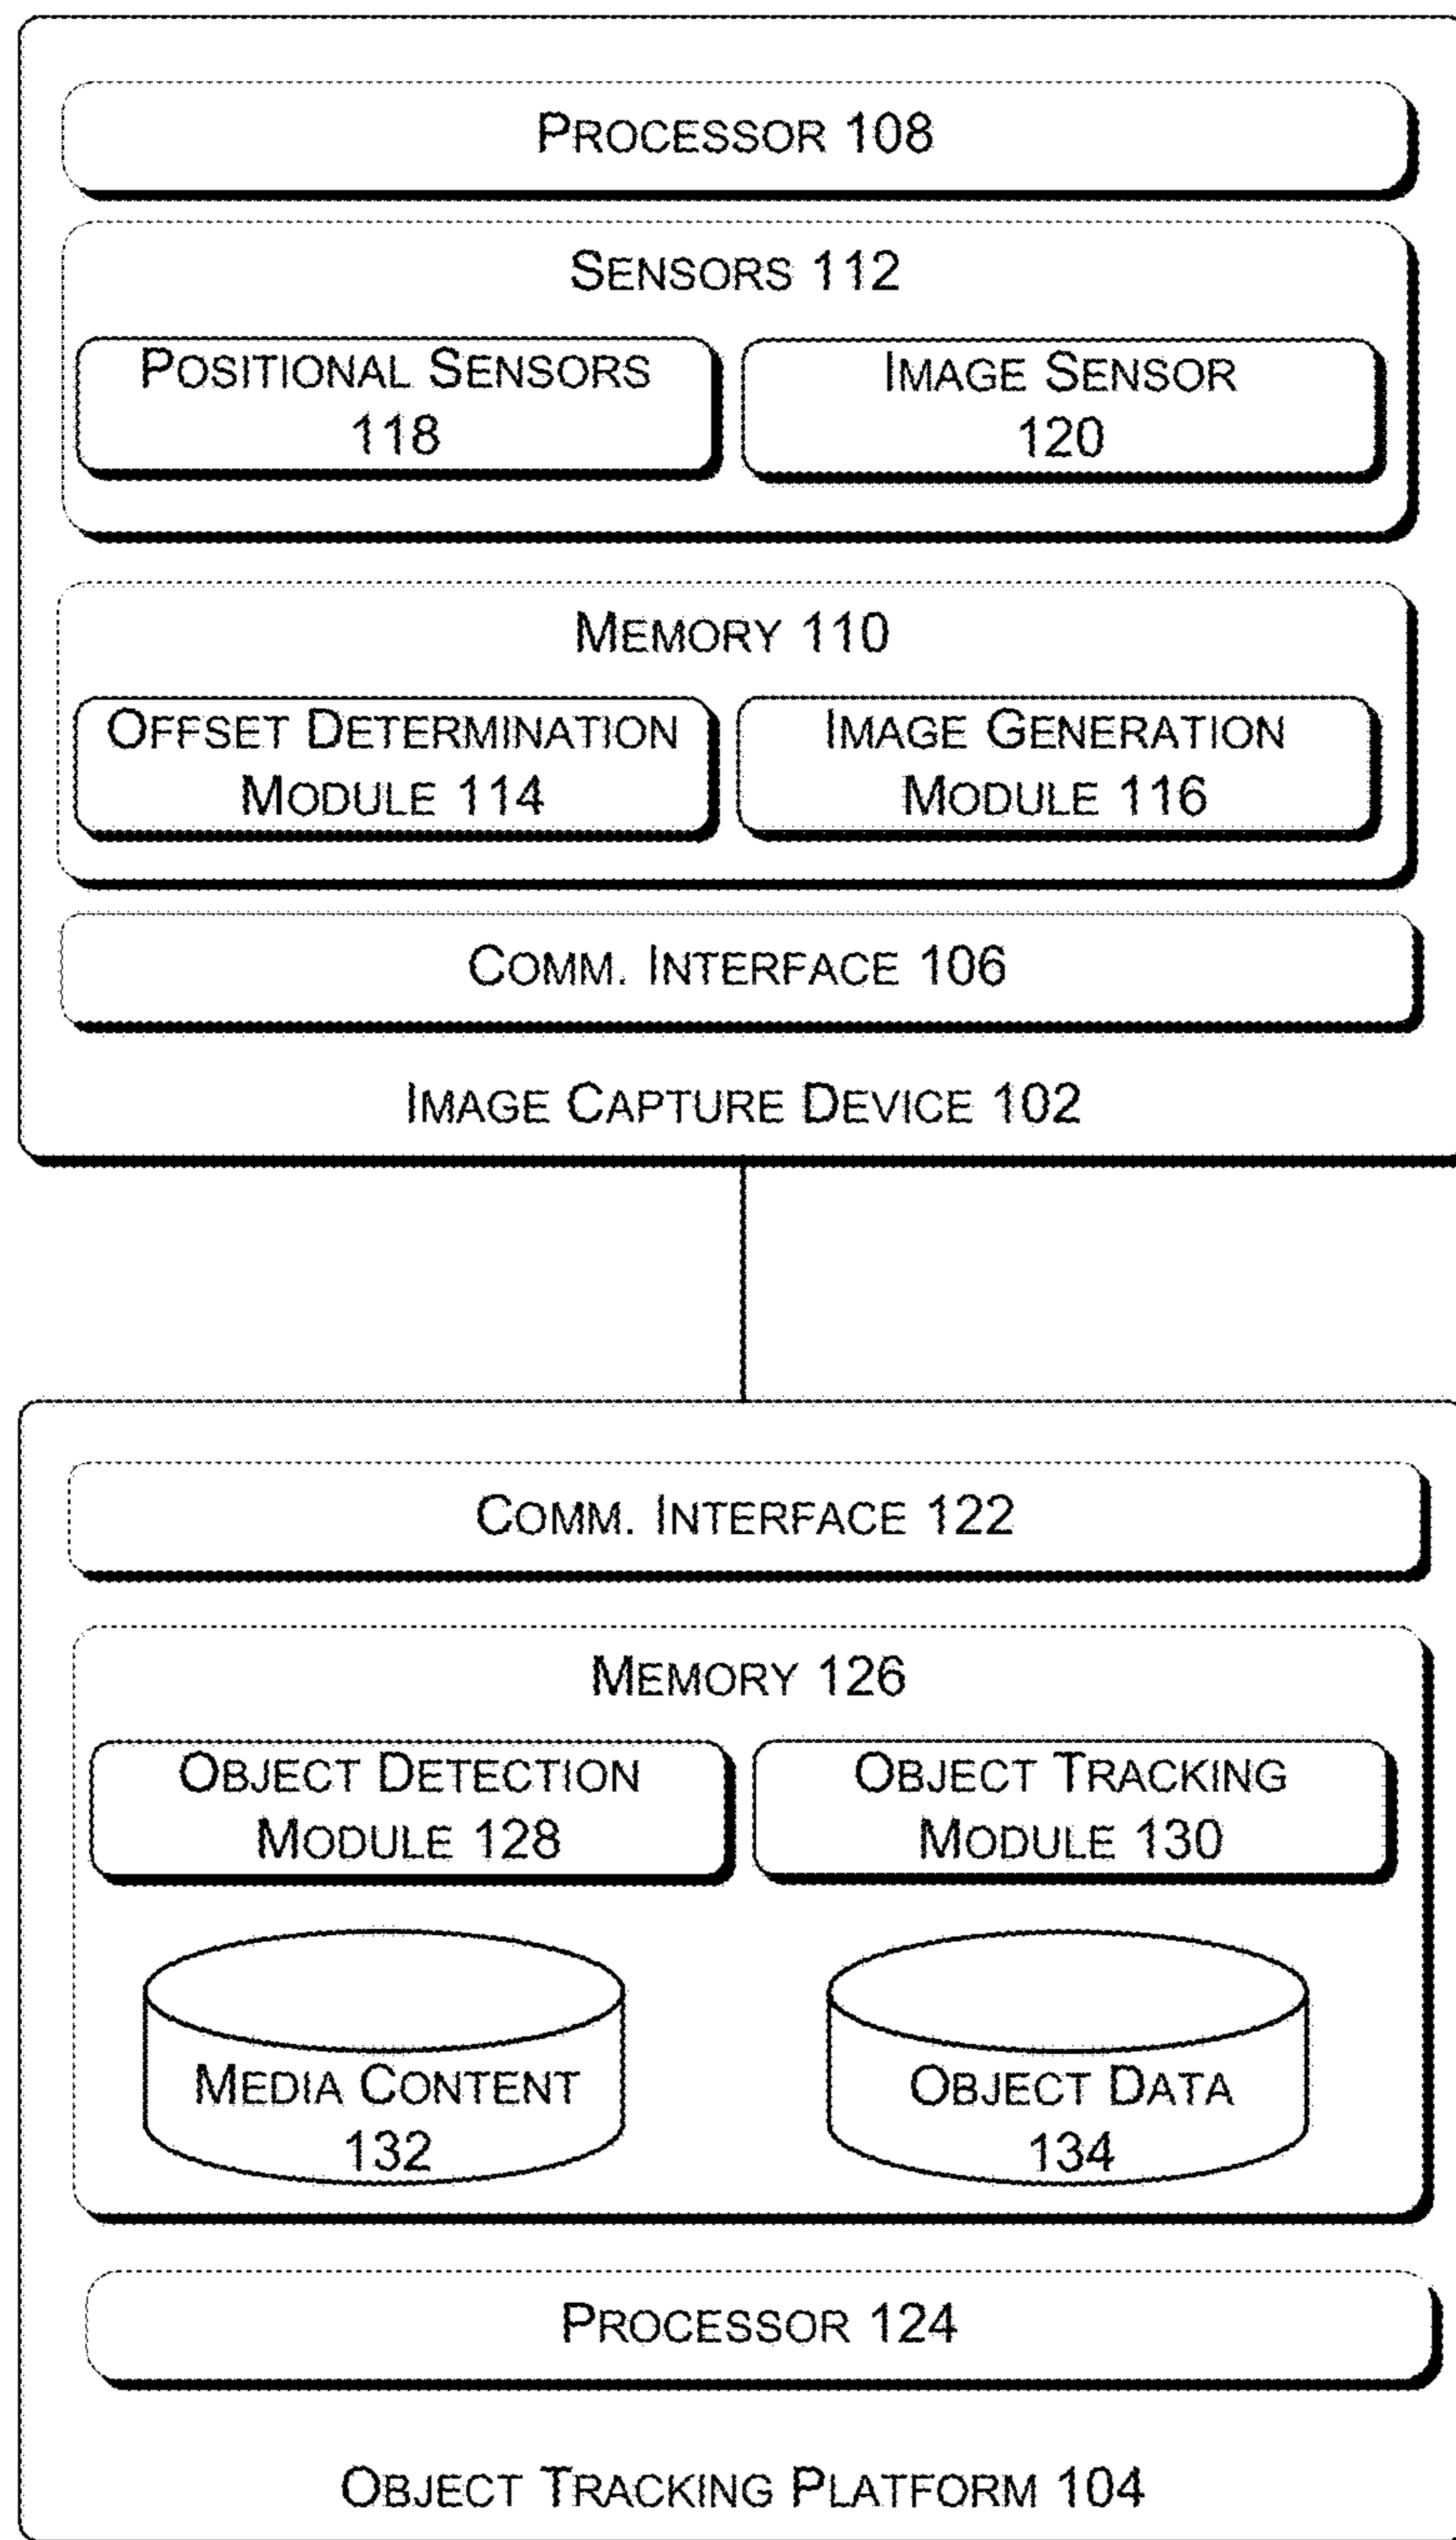 PROCESSOR 108
SENSORS 112
POSITIONAL SENSORS
118
IMAGE SENSOR
120
MEMORY 110
OFFSET DETERMINATION
MODULE 114
IMAGE GENERATION
MODULE 116
COMM. INTERFACE 106
IMAGE CAPTURE DEVICE 102
COMM. INTERFACE 122
MEMORY 126
OBJECT DETECTION
MODULE 128
OBJECT TRACKING
MODULE 130
MEDIA CONTENT
132
OBJECT DATA
134
PROCESSOR 124
OBJECT TRACKING PLATFORM 104